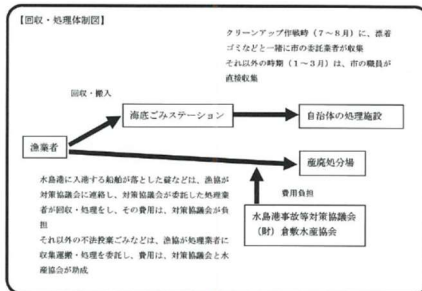 【回収・処理体制図】
クリーンアップ作戦時（7～8月）に、漂着
ゴミなどと一緒に市の委託業者が収集
それ以外の時期（1～3月）は、市の職員が
直接収集
回収・搬入
海底ごみステーション
自治体の処理施設
漁業者
産廃処分場
水島港に入港する船舶が落とした碇などは、漁協が
対策協議会に連絡し、対策協議会が委託した処理業
者が回収・処理をし、その費用は、対策協議会が負
担
それ以外の不法投棄ごみなどは、漁協が処理業者に
収集運搬・処理を委託し、費用は、対策協議会と水
産協会が助成
費用負担
水島港事故等対策協議会
（財）倉敷水産協会